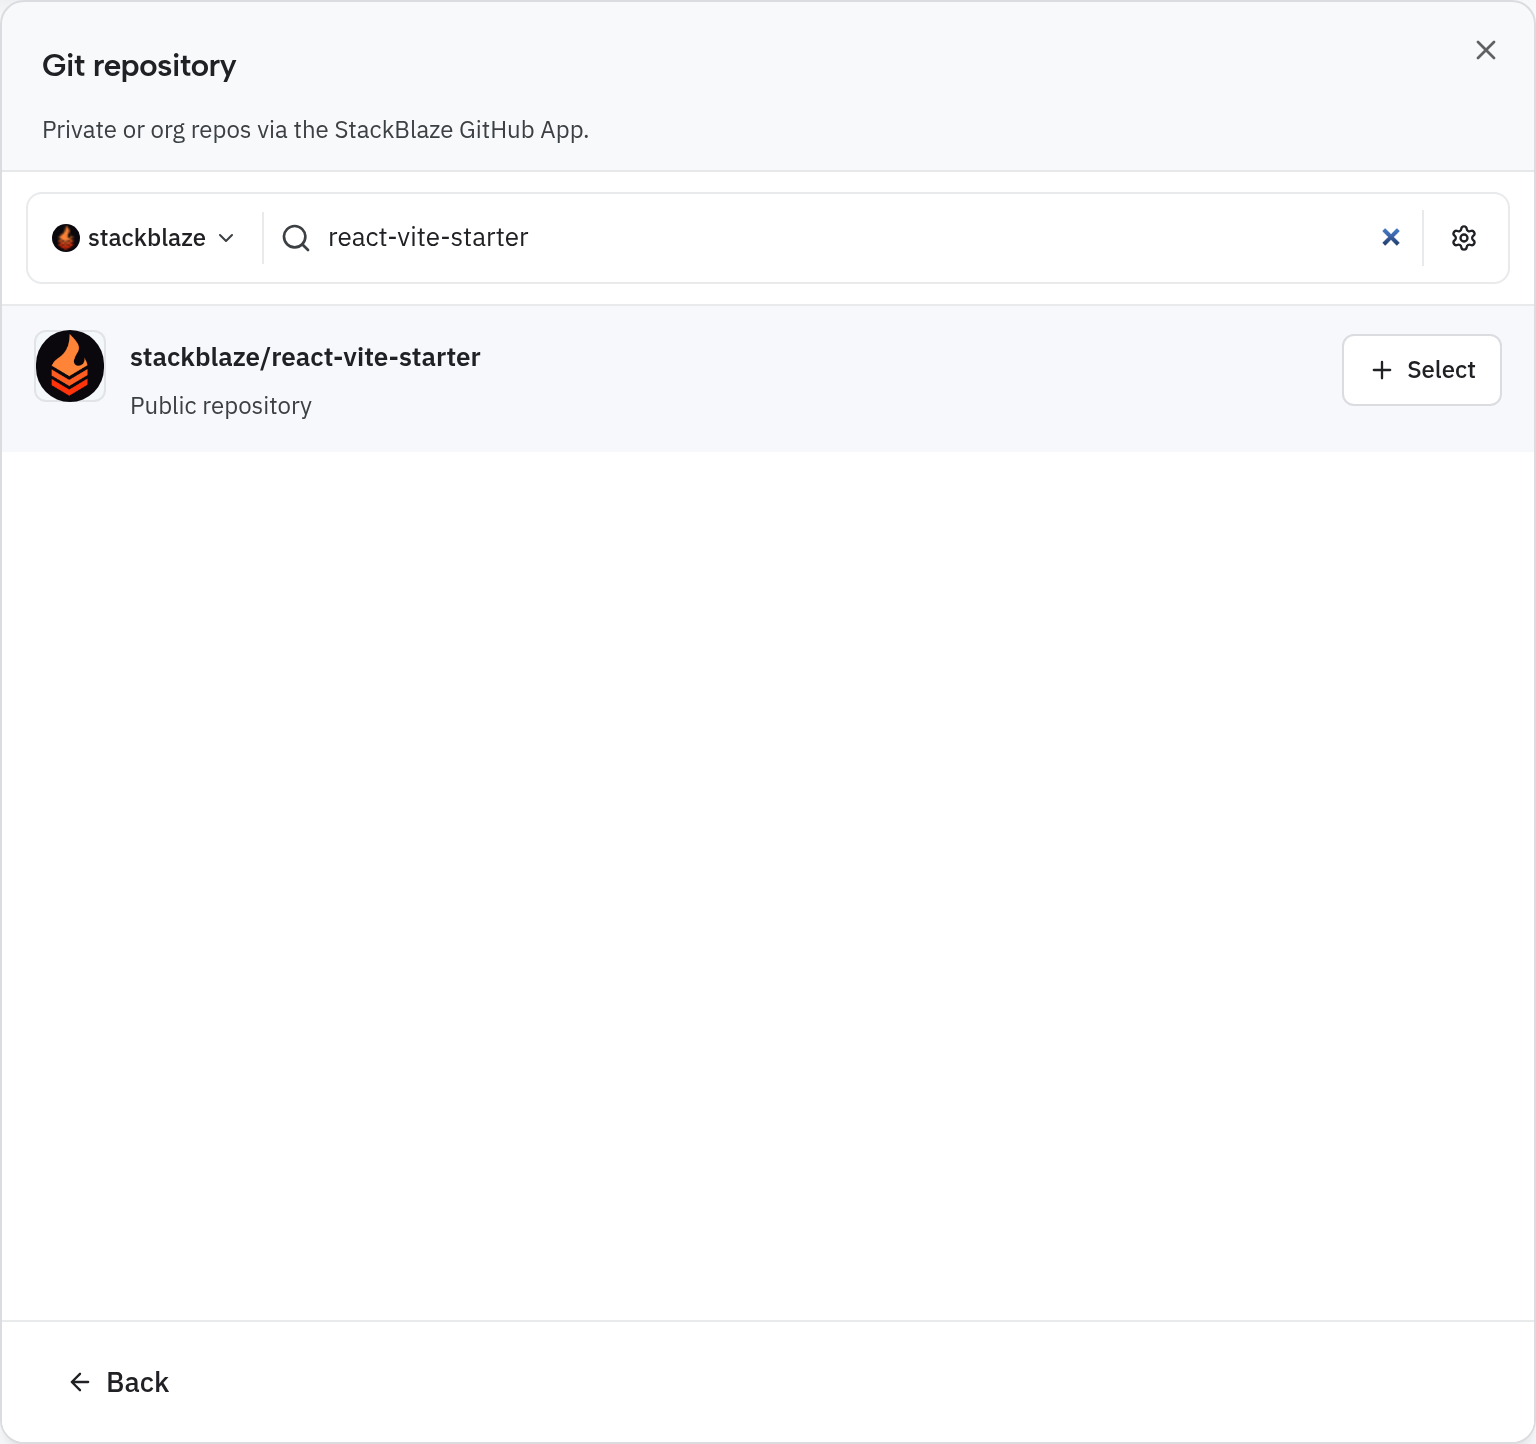 Git repository
Private or org repos via the StackBlaze GitHub App.
stackblaze
react-vite-starter
stackblaze/react-vite-starter
Public repository
Select
Back